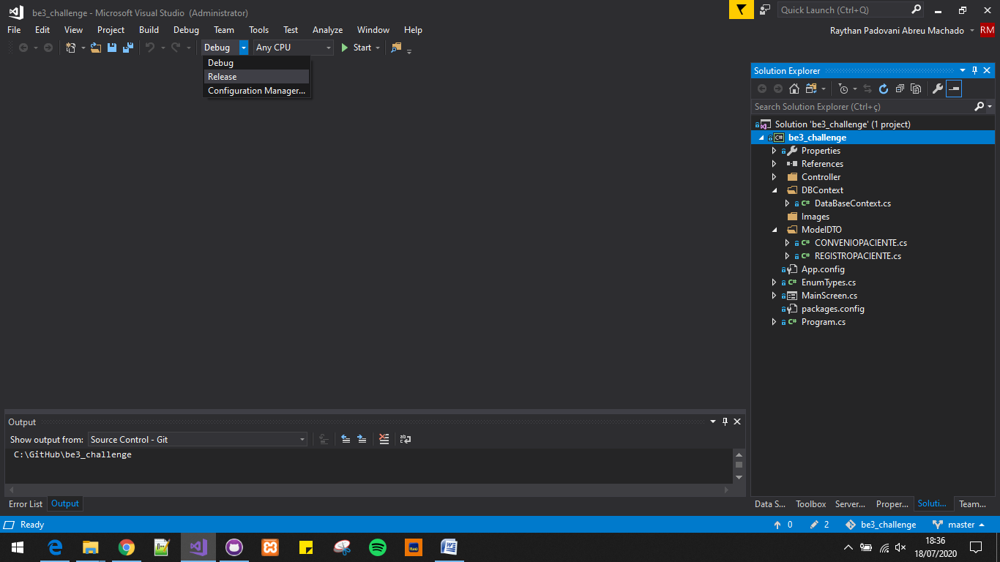 be3_challenge - Microsoft Visual Studio (Administrator)
Quick Launch (Ctrl+Q)
File Edit View Project Build Debug Team Tools Test Analyze Window Help
Raythan Padovani Abreu Machado RM
Debug Any CPU Start
Debug
Release
Configuration Manager...
Solution Explorer
Search Solution Explorer (Ctrl+ç)
Solution 'be3_challenge' (1 project)
C# be3_challenge
Properties
References
Controller
DBContext
C# DataBaseContext.cs
Images
ModelDTO
C# CONVENIOPACIENTE.cs
C# REGISTROPACIENTE.cs
App.config
C# EnumTypes.cs
MainScreen.cs
packages.config
C# Program.cs
Output
Show output from: Source Control - Git
C:\GitHub\be3_challenge
Error List Output
Data S... Toolbox Server... Proper... Soluti... Team...
Ready
0 2 be3_challenge master
18:36
18/07/2020